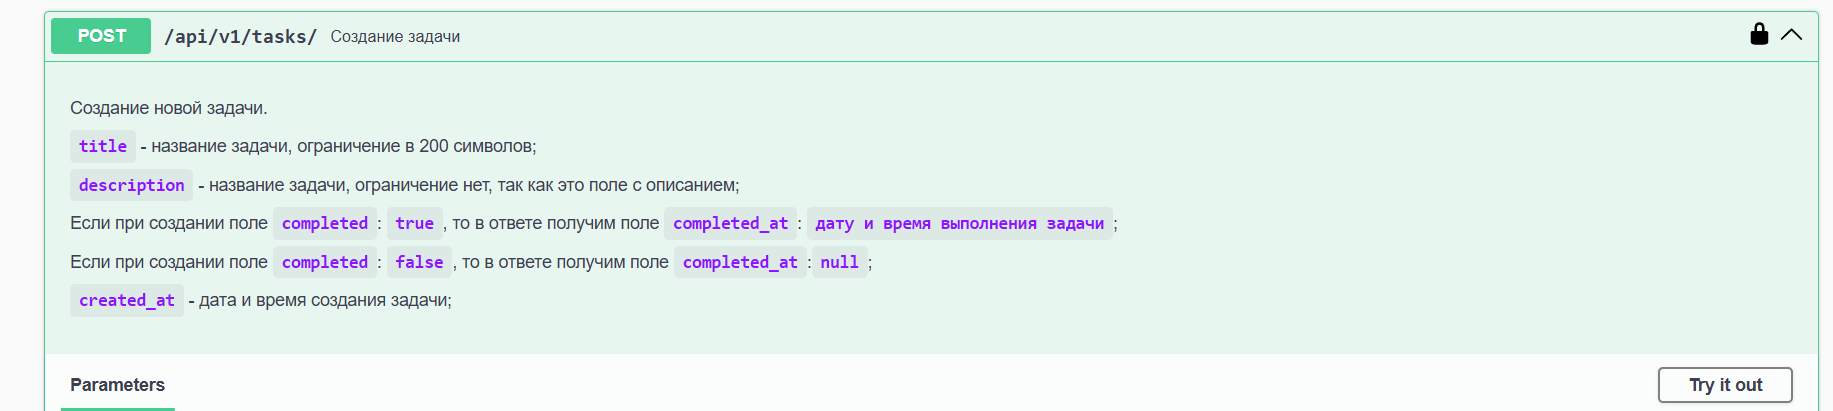 POST /api/v1/tasks/ Создание задачи
Создание новой задачи.
title - название задачи, ограничение в 200 символов;
description - название задачи, ограничение нет, так как это поле с описанием;
Если при создании поле completed : true , то в ответе получим поле completed_at : дату и время выполнения задачи ;
Если при создании поле completed : false , то в ответе получим поле completed_at : null ;
created_at - дата и время создания задачи;
Parameters Try it out